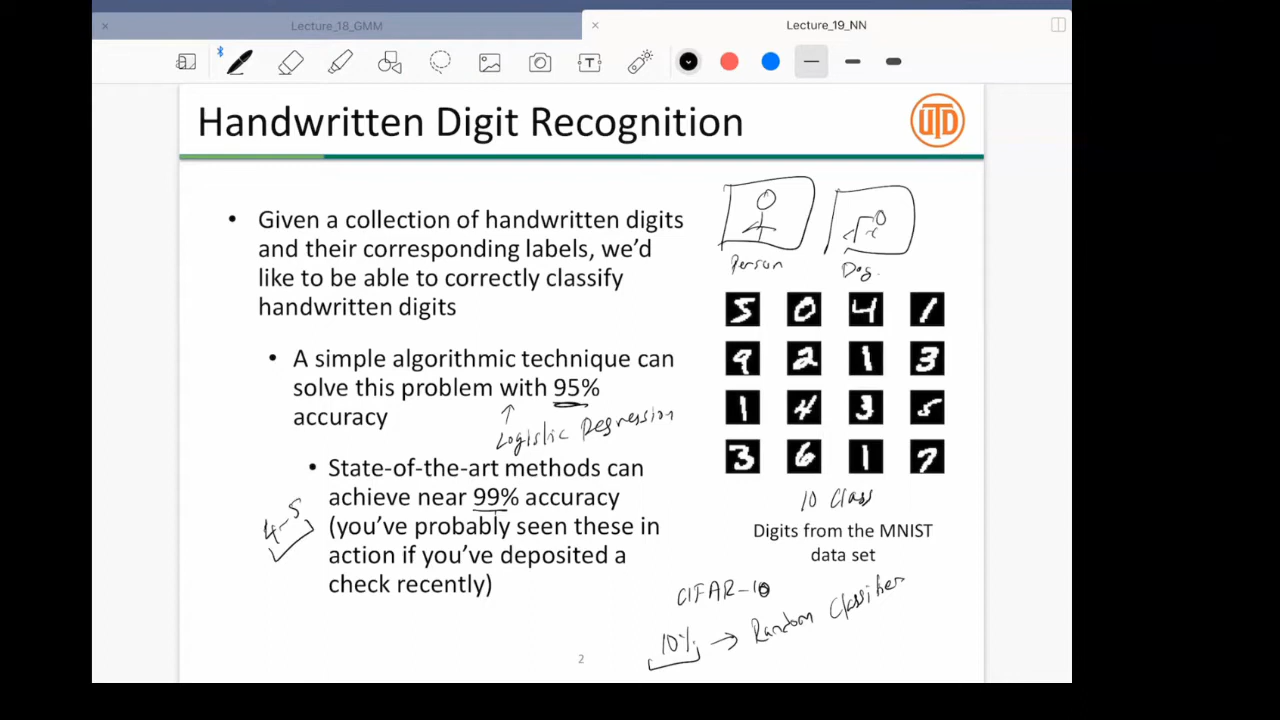 Lecture_18_GMM
Lecture_19_NN
Handwritten Digit Recognition
UTD
• Given a collection of handwritten digits
and their corresponding labels, we’d
like to be able to correctly classify
handwritten digits
• A simple algorithmic technique can
solve this problem with 95%
accuracy
Logistic Regression
• State-of-the-art methods can
achieve near 99% accuracy
(you’ve probably seen these in
action if you’ve deposited a
check recently)
4-5
Person
Dog
5 0 4 1
9 2 1 3
1 4 3 5
3 6 1 7
10 Class
Digits from the MNIST
data set
CIFAR-10
10% → Random Classifier
2